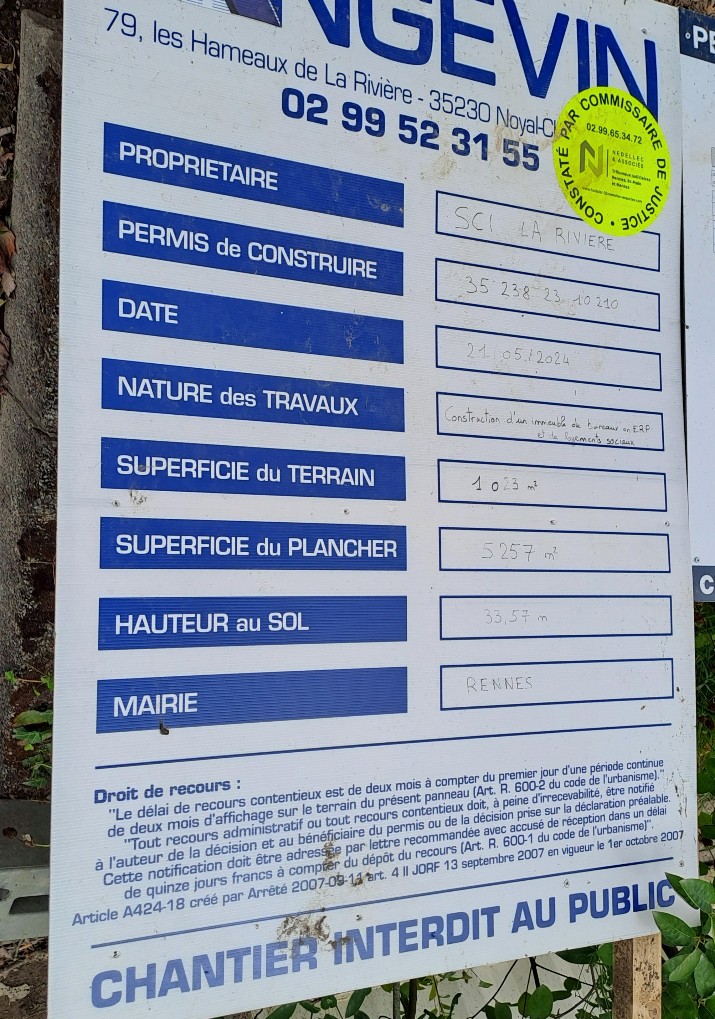 NGEVIN
79, les Hameaux de La Rivière - 35230 Noyal-Ch
02 99 52 31 55
CONSTATÉ PAR COMMISSAIRE DE JUSTICE •
02.99.65.34.72
N
NEDELLEC
& ASSOCIÉS
PROPRIETAIRE
SCI LA RIVIERE
PERMIS de CONSTRUIRE
35 238 23 10210
DATE
21/05/2024
NATURE des TRAVAUX
Construction d'un immeuble de bureaux en ERP
et de logements sociaux
SUPERFICIE du TERRAIN
1023 m²
SUPERFICIE du PLANCHER
5257 m²
HAUTEUR au SOL
33,57 m
MAIRIE
RENNES
Droit de recours :
"Le délai de recours contentieux est de deux mois à compter du premier jour d'une période continue
de deux mois d'affichage sur le terrain du présent panneau (Art. R. 600-2 du code de l'urbanisme)."
"Tout recours administratif ou tout recours contentieux doit, à peine d'irrecevabilité, être notifié
à l'auteur de la décision et au bénéficiaire du permis ou de la décision prise sur la déclaration préalable.
Cette notification doit être adressée par lettre recommandée avec accusé de réception dans un délai
de quinze jours francs à compter du dépôt du recours (Art. R. 600-1 du code de l'urbanisme)".
Article A424-18 créé par Arrêté 2007-09-11 art. 4 II JORF 13 septembre 2007 en vigueur le 1er octobre 2007
CHANTIER INTERDIT AU PUBLIC
PE
C